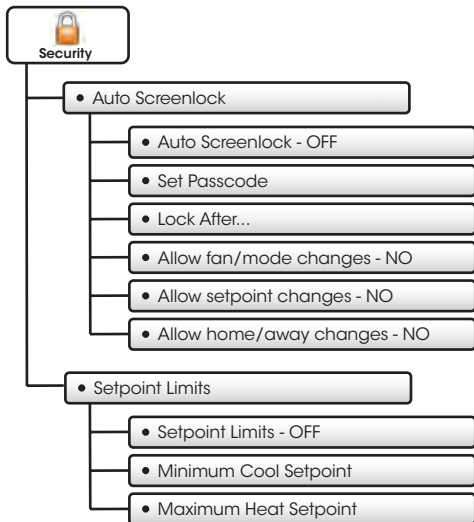 Security
• Auto Screenlock
• Auto Screenlock - OFF
• Set Passcode
• Lock After...
• Allow fan/mode changes - NO
• Allow setpoint changes - NO
• Allow home/away changes - NO
• Setpoint Limits
• Setpoint Limits - OFF
• Minimum Cool Setpoint
• Maximum Heat Setpoint